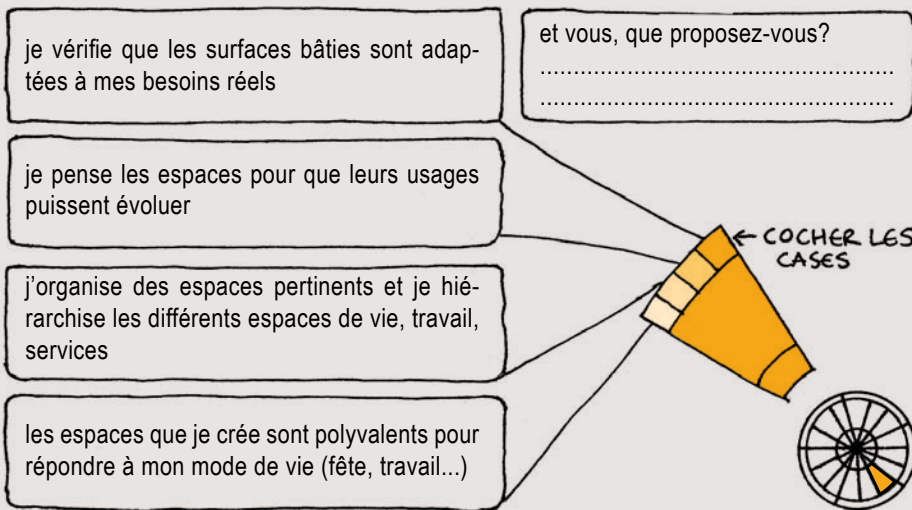 je vérifie que les surfaces bâties sont adap-
tées à mes besoins réels
et vous, que proposez-vous?
......................................................
......................................................
je pense les espaces pour que leurs usages
puissent évoluer
← COCHER LES
CASES
j'organise des espaces pertinents et je hié-
rarchise les différents espaces de vie, travail,
services
les espaces que je crée sont polyvalents pour
répondre à mon mode de vie (fête, travail...)